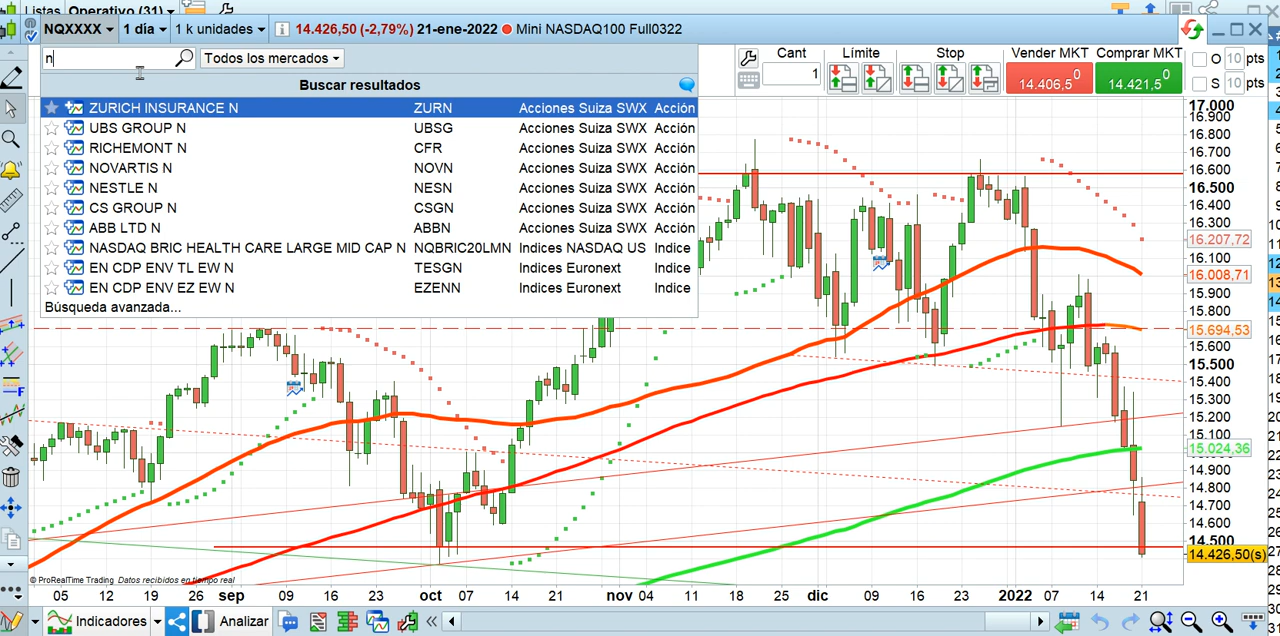 Listas Operativo (31)
NQXXXX 1 día 1 k unidades 14.426,50 (-2,79%) 21-ene-2022 Mini NASDAQ100 Full0322
n Todos los mercados
Cant Límite Stop Vender MKT Comprar MKT
1 14.406,5 0 14.421,5 0
O 10 pts
S 10 pts
Buscar resultados
ZURICH INSURANCE N ZURN Acciones Suiza SWX Acción
UBS GROUP N UBSG Acciones Suiza SWX Acción
RICHEMONT N CFR Acciones Suiza SWX Acción
NOVARTIS N NOVN Acciones Suiza SWX Acción
NESTLE N NESN Acciones Suiza SWX Acción
CS GROUP N CSGN Acciones Suiza SWX Acción
ABB LTD N ABBN Acciones Suiza SWX Acción
NASDAQ BRIC HEALTH CARE LARGE MID CAP N NQBRIC20LMN Indices NASDAQ US Indice
EN CDP ENV TL EW N TESGN Indices Euronext Indice
EN CDP ENV EZ EW N EZENN Indices Euronext Indice
Búsqueda avanzada...
17.000
16.900
16.800
16.700
16.600
16.500
16.400
16.300
16.207,72
16.100
16.008,71
15.900
15.800
15.694,53
15.600
15.500
15.400
15.300
15.200
15.100
15.024,36
14.900
14.800
14.700
14.600
14.500
14.426,50(s)
© ProRealTime Trading Datos recibidos en tiempo real
05 12 19 26 sep 09 16 23 oct 07 14 21 nov 04 11 18 25 dic 09 16 23 2022 07 14 21
Indicadores Analizar